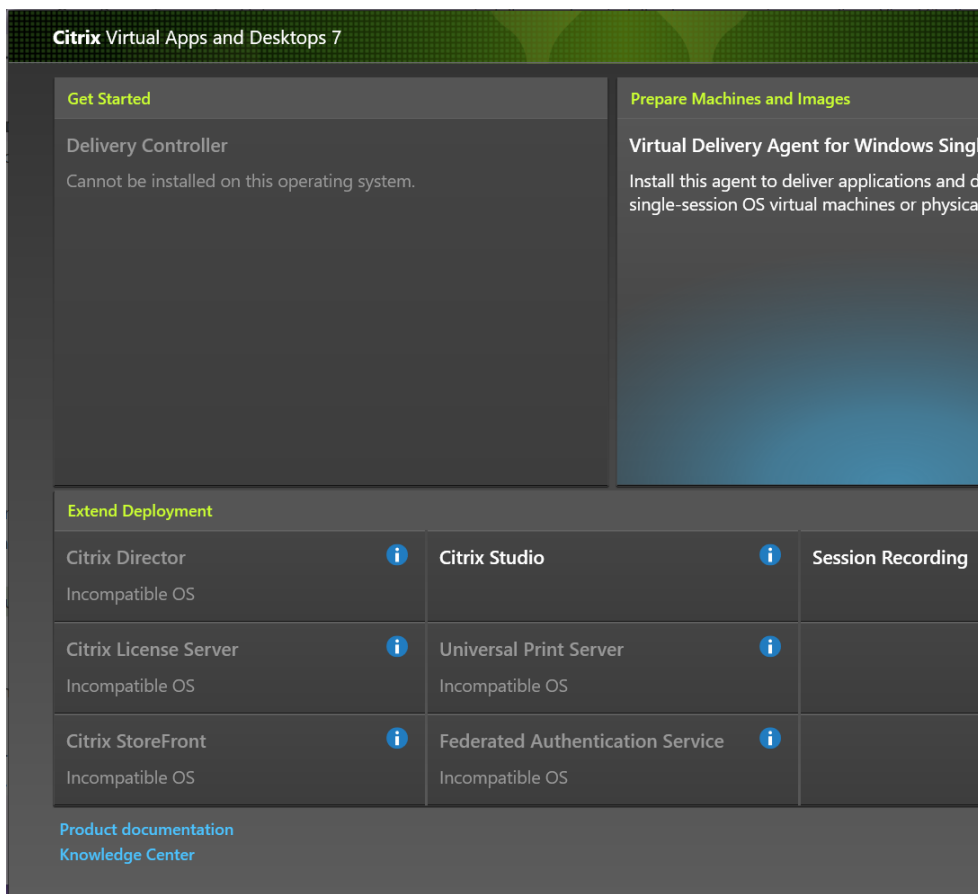 Citrix Virtual Apps and Desktops 7
Get Started
Delivery Controller
Cannot be installed on this operating system.
Prepare Machines and Images
Virtual Delivery Agent for Windows Singl
Install this agent to deliver applications and d
single-session OS virtual machines or physica
Extend Deployment
Citrix Director
Incompatible OS
Citrix Studio
Session Recording
Citrix License Server
Incompatible OS
Universal Print Server
Incompatible OS
Citrix StoreFront
Incompatible OS
Federated Authentication Service
Incompatible OS
Product documentation
Knowledge Center